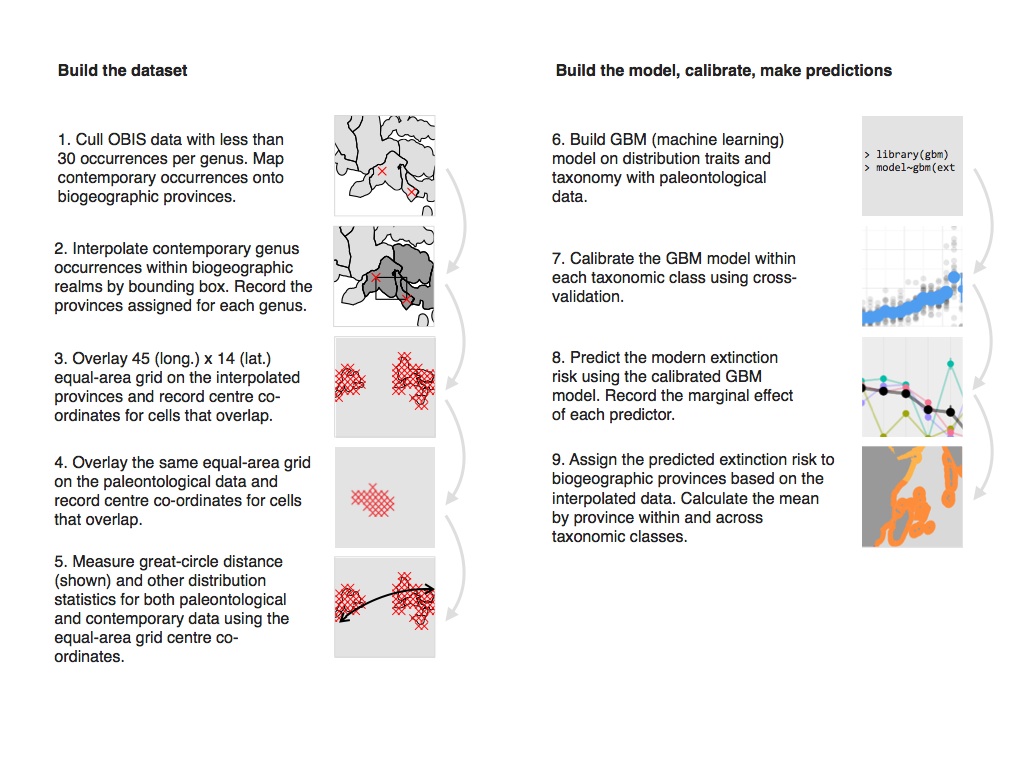 Build the dataset
1. Cull OBIS data with less than
30 occurrences per genus. Map
contemporary occurrences onto
biogeographic provinces.
2. Interpolate contemporary genus
occurrences within biogeographic
realms by bounding box. Record the
provinces assigned for each genus.
3. Overlay 45 (long.) x 14 (lat.)
equal-area grid on the interpolated
provinces and record centre co-
ordinates for cells that overlap.
4. Overlay the same equal-area grid
on the paleontological data and
record centre co-ordinates for cells
that overlap.
5. Measure great-circle distance
(shown) and other distribution
statistics for both paleontological
and contemporary data using the
equal-area grid centre co-
ordinates.
Build the model, calibrate, make predictions
6. Build GBM (machine learning)
model on distribution traits and
taxonomy with paleontological
data.
> library(gbm)
> model~gbm(ext
7. Calibrate the GBM model within
each taxonomic class using cross-
validation.
8. Predict the modern extinction
risk using the calibrated GBM
model. Record the marginal effect
of each predictor.
9. Assign the predicted extinction risk to
biogeographic provinces based on the
interpolated data. Calculate the mean
by province within and across
taxonomic classes.